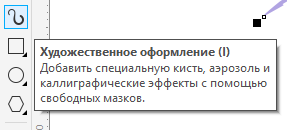 Художественное оформление (I)
Добавить специальную кисть, аэрозоль и
каллиграфические эффекты с помощью
свободных мазков.